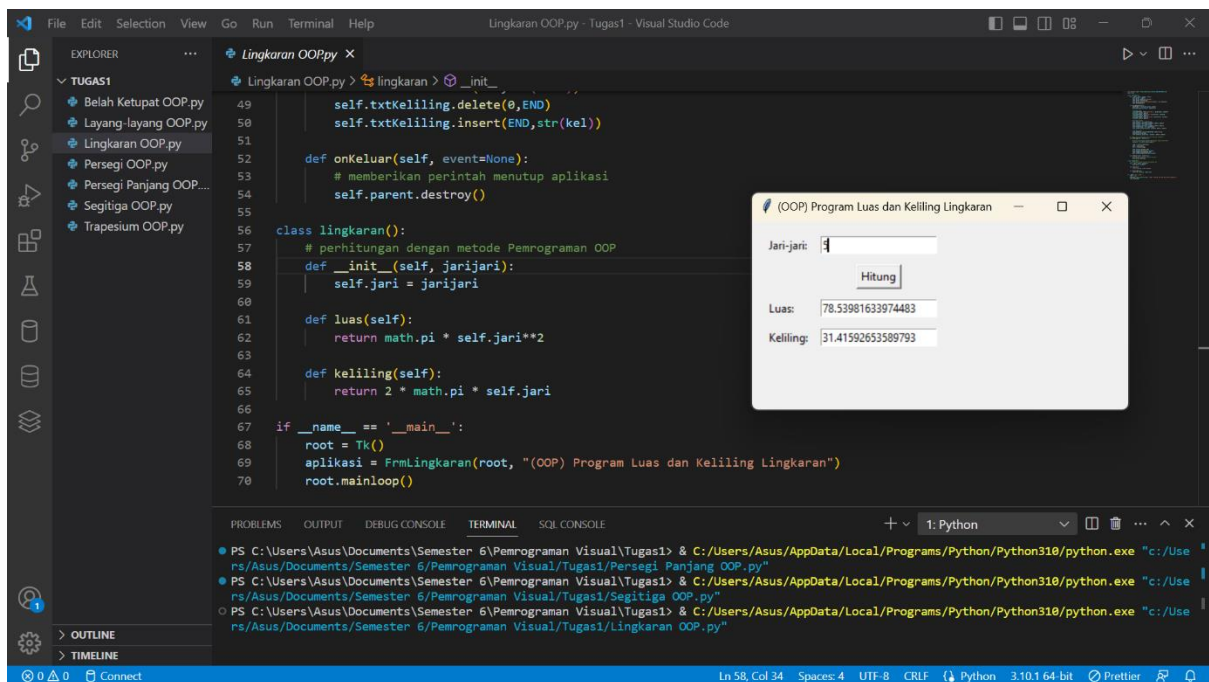 File Edit Selection View Go Run Terminal Help Lingkaran OOP.py - Tugas1 - Visual Studio Code
EXPLORER ...
TUGAS1
Belah Ketupat OOP.py
Layang-layang OOP.py
Lingkaran OOP.py
Persegi OOP.py
Persegi Panjang OOP....
Segitiga OOP.py
Trapesium OOP.py
OUTLINE
TIMELINE
Lingkaran OOP.py
Lingkaran OOP.py > lingkaran > __init__
49 self.txtKeliling.delete(0,END)
50 self.txtKeliling.insert(END,str(kel))
51
52 def onKeluar(self, event=None):
53 # memberikan perintah menutup aplikasi
54 self.parent.destroy()
55
56 class lingkaran():
57 # perhitungan dengan metode Pemrograman OOP
58 def __init__(self, jarijari):
59 self.jari = jarijari
60
61 def luas(self):
62 return math.pi * self.jari**2
63
64 def keliling(self):
65 return 2 * math.pi * self.jari
66
67 if __name__ == '__main__':
68 root = Tk()
69 aplikasi = FrmLingkaran(root, "(OOP) Program Luas dan Keliling Lingkaran")
70 root.mainloop()
(OOP) Program Luas dan Keliling Lingkaran
Jari-jari: 5
Hitung
Luas: 78.53981633974483
Keliling: 31.41592653589793
PROBLEMS OUTPUT DEBUG CONSOLE TERMINAL SQL CONSOLE 1: Python
PS C:\Users\Asus\Documents\Semester 6\Pemrograman Visual\Tugas1> & C:/Users/Asus/AppData/Local/Programs/Python/Python310/python.exe "c:/Use
rs/Asus/Documents/Semester 6/Pemrograman Visual/Tugas1/Persegi Panjang OOP.py"
PS C:\Users\Asus\Documents\Semester 6\Pemrograman Visual\Tugas1> & C:/Users/Asus/AppData/Local/Programs/Python/Python310/python.exe "c:/Use
rs/Asus/Documents/Semester 6/Pemrograman Visual/Tugas1/Segitiga OOP.py"
PS C:\Users\Asus\Documents\Semester 6\Pemrograman Visual\Tugas1> & C:/Users/Asus/AppData/Local/Programs/Python/Python310/python.exe "c:/Use
rs/Asus/Documents/Semester 6/Pemrograman Visual/Tugas1/Lingkaran OOP.py"
1
0 0 Connect Ln 58, Col 34 Spaces: 4 UTF-8 CRLF Python 3.10.1 64-bit Prettier